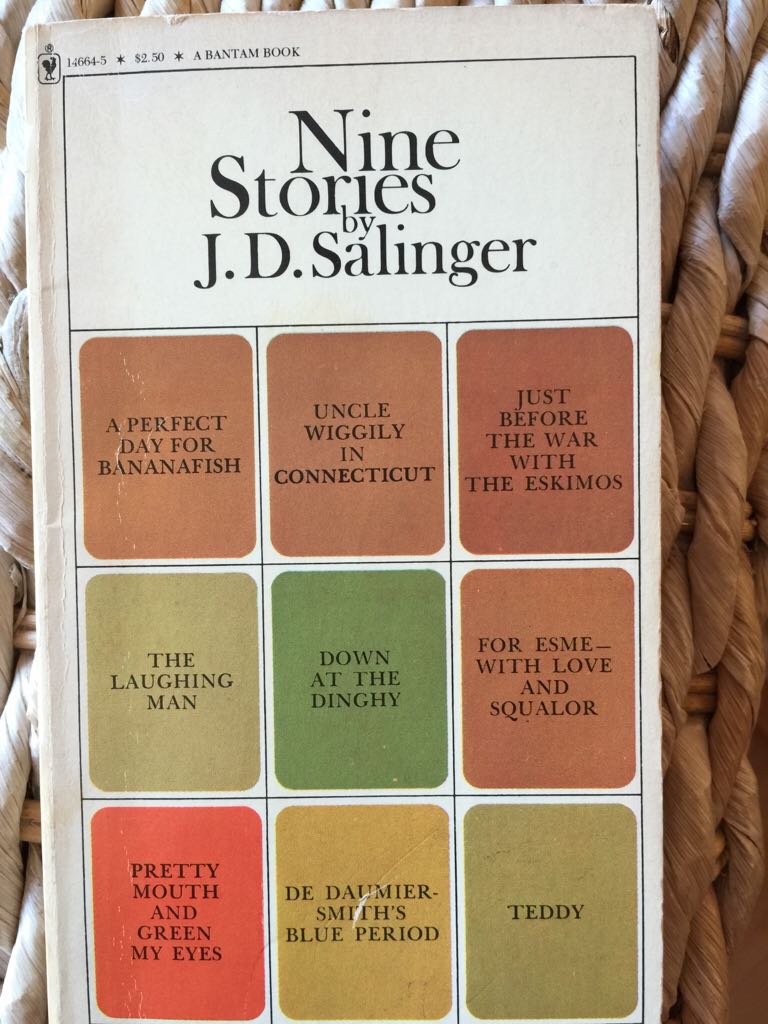 14664-5 * $2.50 * A BANTAM BOOK
Nine
Stories
by
J.D. Salinger
A PERFECT
DAY FOR
BANANAFISH
UNCLE
WIGGILY
IN
CONNECTICUT
JUST
BEFORE
THE WAR
WITH
THE ESKIMOS
THE
LAUGHING
MAN
DOWN
AT THE
DINGHY
FOR ESME—
WITH LOVE
AND
SQUALOR
PRETTY
MOUTH
AND
GREEN
MY EYES
DE DAUMIER-
SMITH'S
BLUE PERIOD
TEDDY